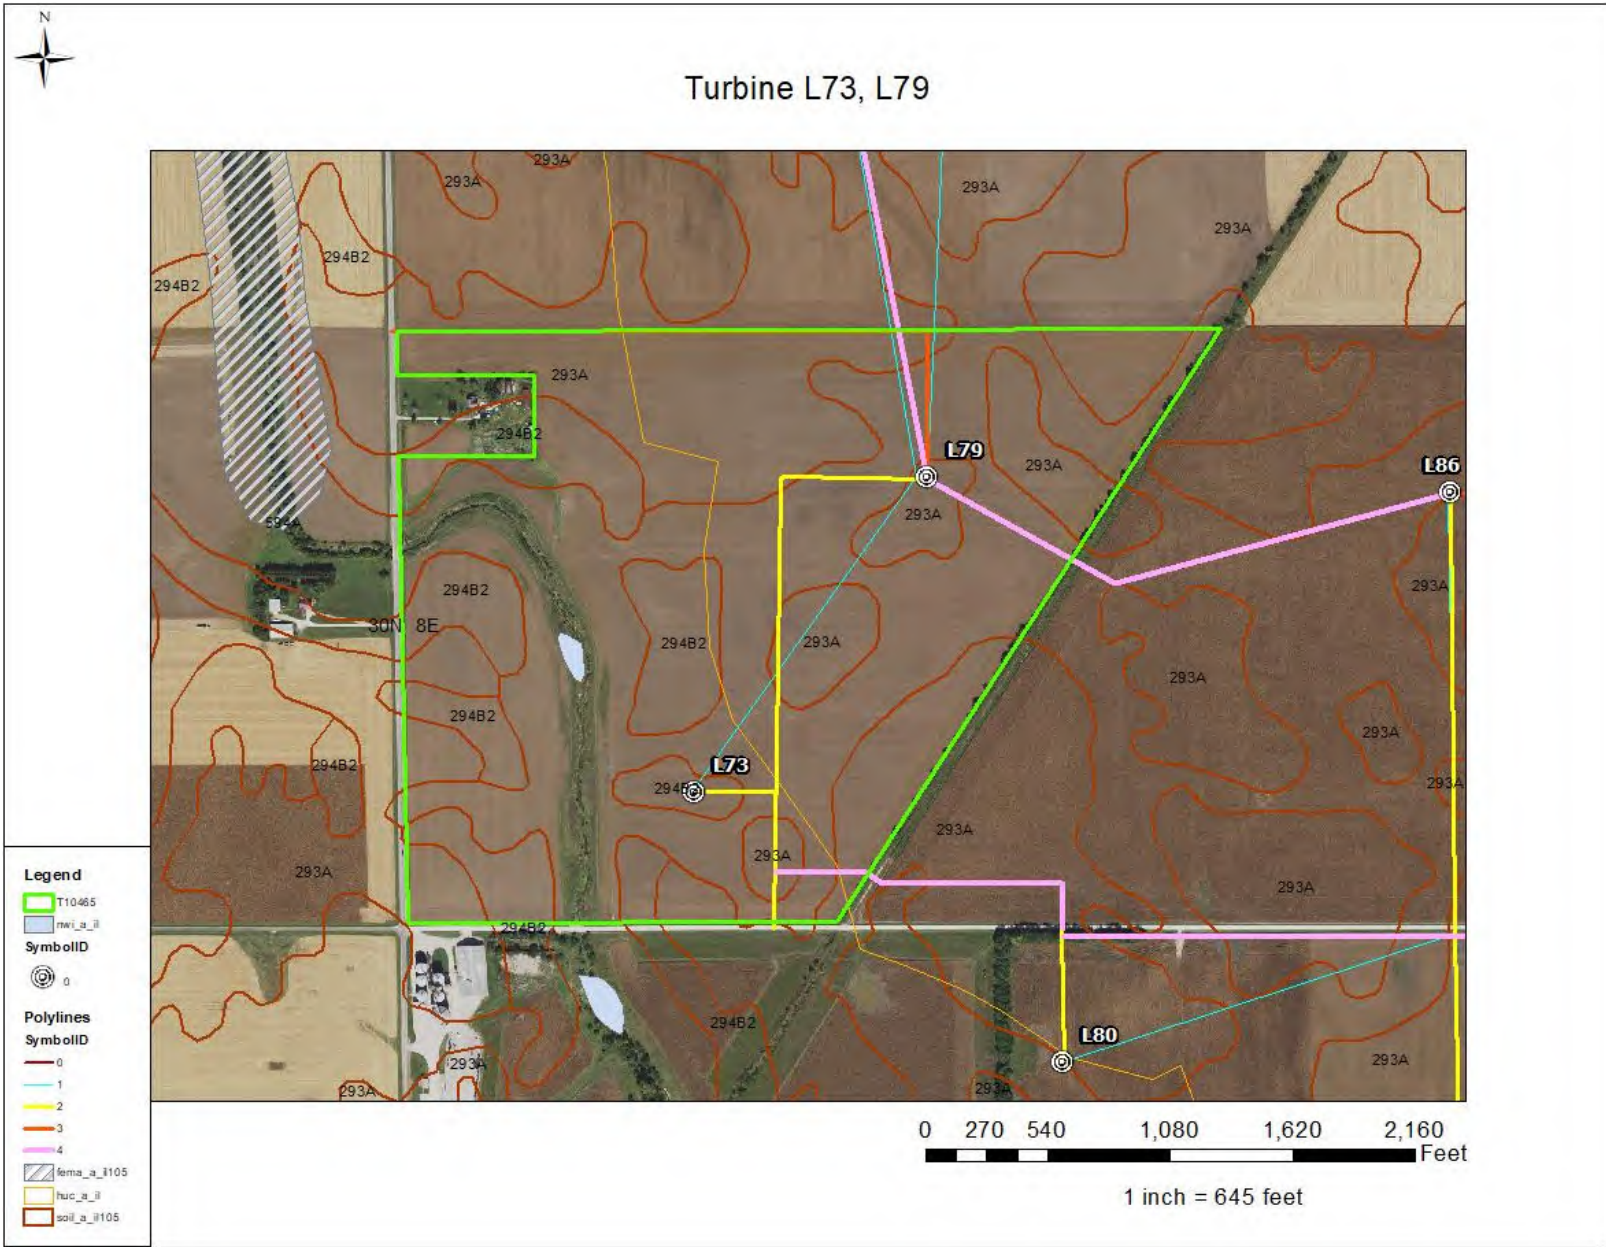 N
Turbine L73, L79
293A
293A
293A
293A
294B2
294B2
293A
294B2
L79
293A
L86
293A
594A
294B2
293A
30N 8E
294B2
293A
293A
294B2
293A
294B2
L73
293A
294B2
293A
293A
293A
293A
294B2
294B2
L80
293A
293A
293A
293A
Legend
T10465
nwi_a_il
SymbolID
0
Polylines
SymbolID
0
1
2
3
4
fema_a_il105
huc_a_il
soil_a_il105
0 270 540 1,080 1,620 2,160
Feet
1 inch = 645 feet